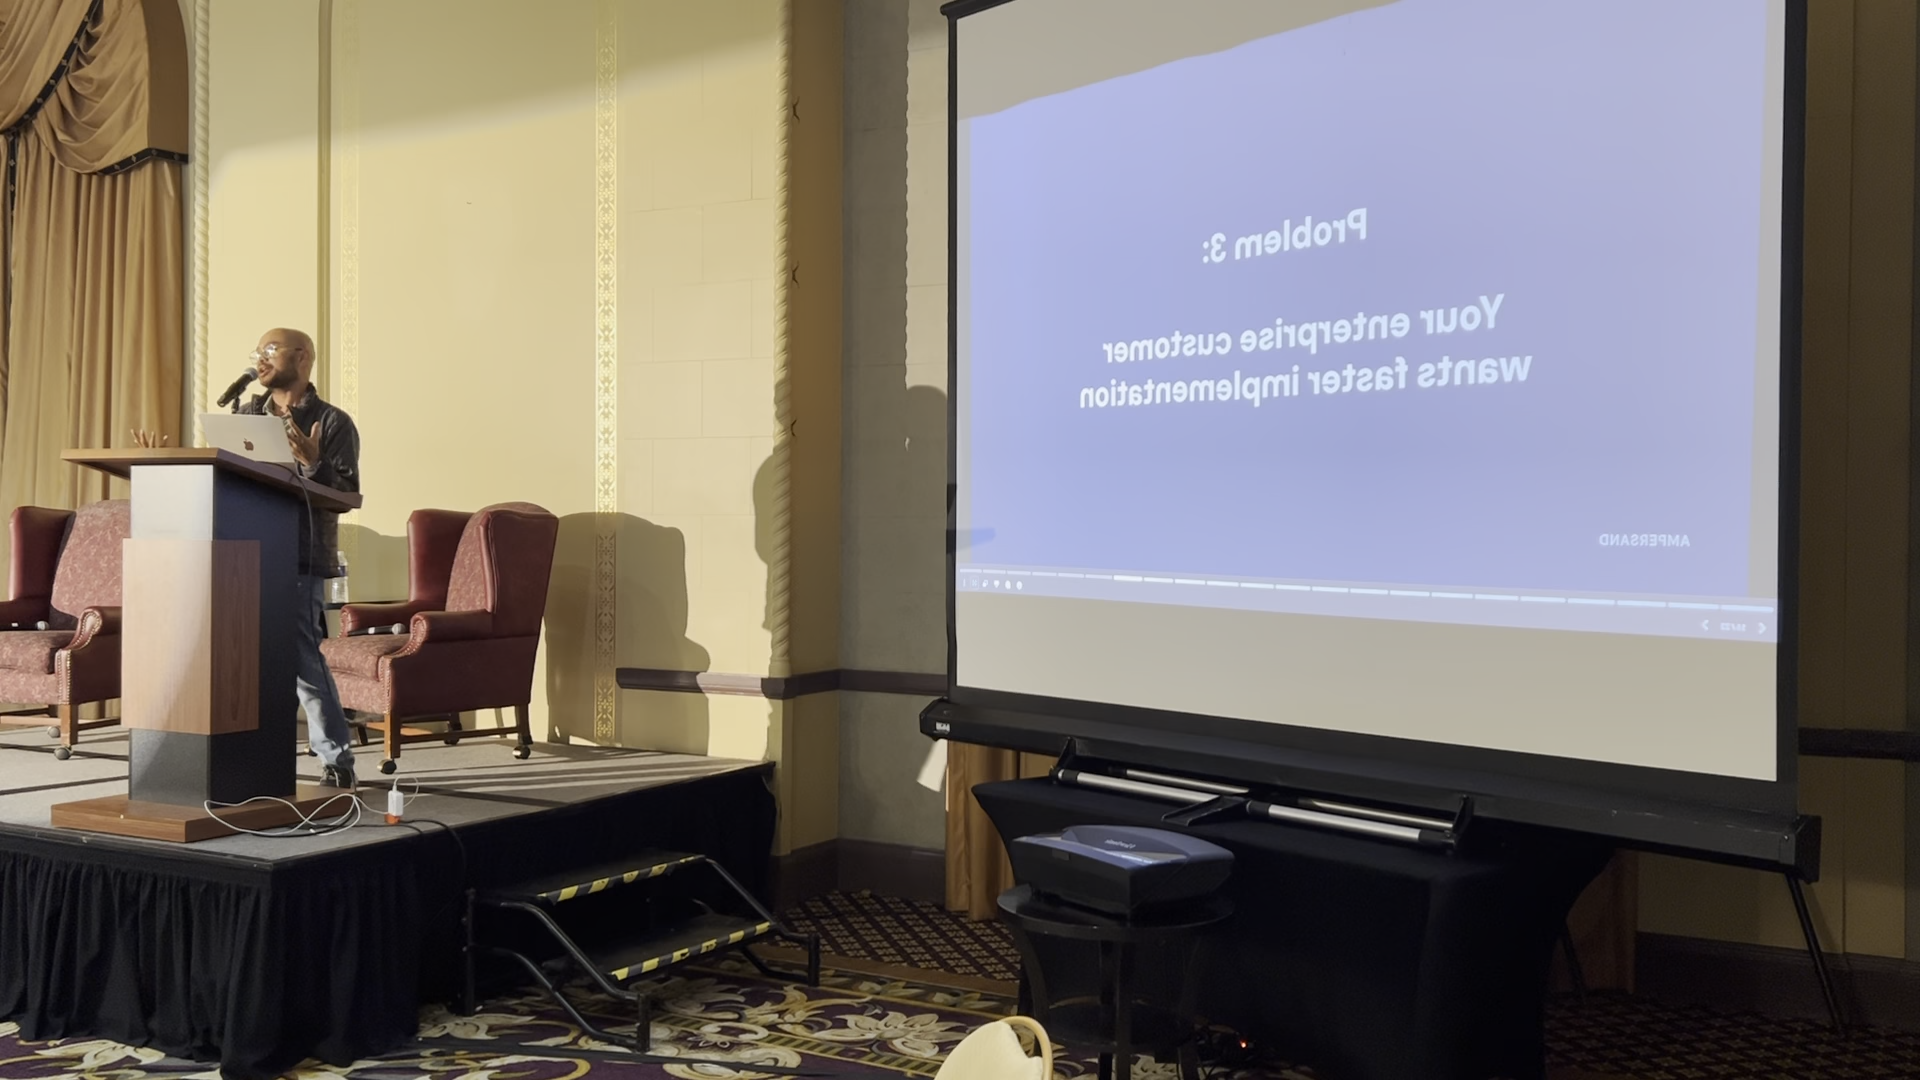 Problem 3:
Your enterprise customer
wants faster implementation
AMPERSAND